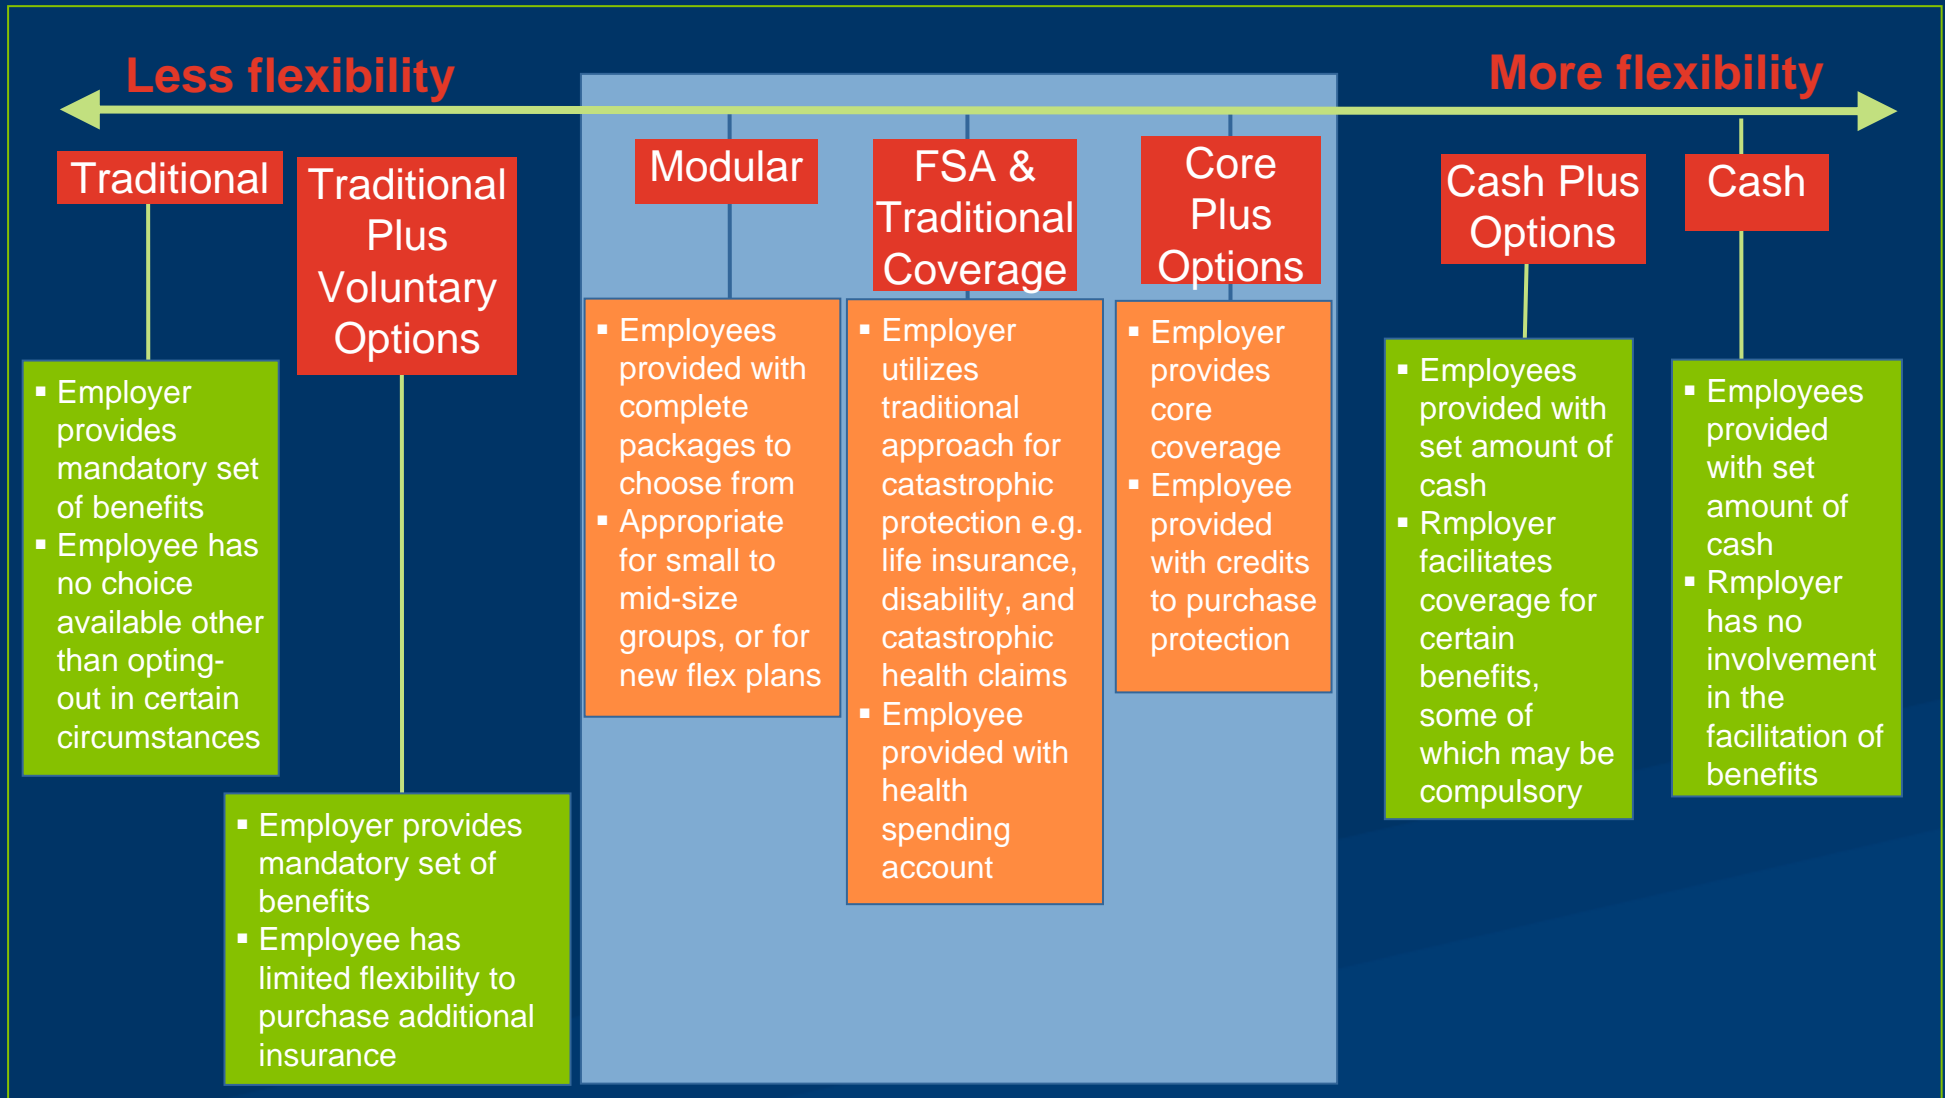 Less flexibility
More flexibility
Traditional
▪ Employer
provides
mandatory set
of benefits
▪ Employee has
no choice
available other
than opting-
out in certain
circumstances
Traditional
Plus
Voluntary
Options
▪ Employer provides
mandatory set of
benefits
▪ Employee has
limited flexibility to
purchase additional
insurance
Modular
▪ Employees
provided with
complete
packages to
choose from
▪ Appropriate
for small to
mid-size
groups, or for
new flex plans
FSA &
Traditional
Coverage
▪ Employer
utilizes
traditional
approach for
catastrophic
protection e.g.
life insurance,
disability, and
catastrophic
health claims
▪ Employee
provided with
health
spending
account
Core
Plus
Options
▪ Employer
provides
core
coverage
▪ Employee
provided
with credits
to purchase
protection
Cash Plus
Options
▪ Employees
provided with
set amount of
cash
▪ Rmployer
facilitates
coverage for
certain
benefits,
some of
which may be
compulsory
Cash
▪ Employees
provided
with set
amount of
cash
▪ Rmployer
has no
involvement
in the
facilitation of
benefits